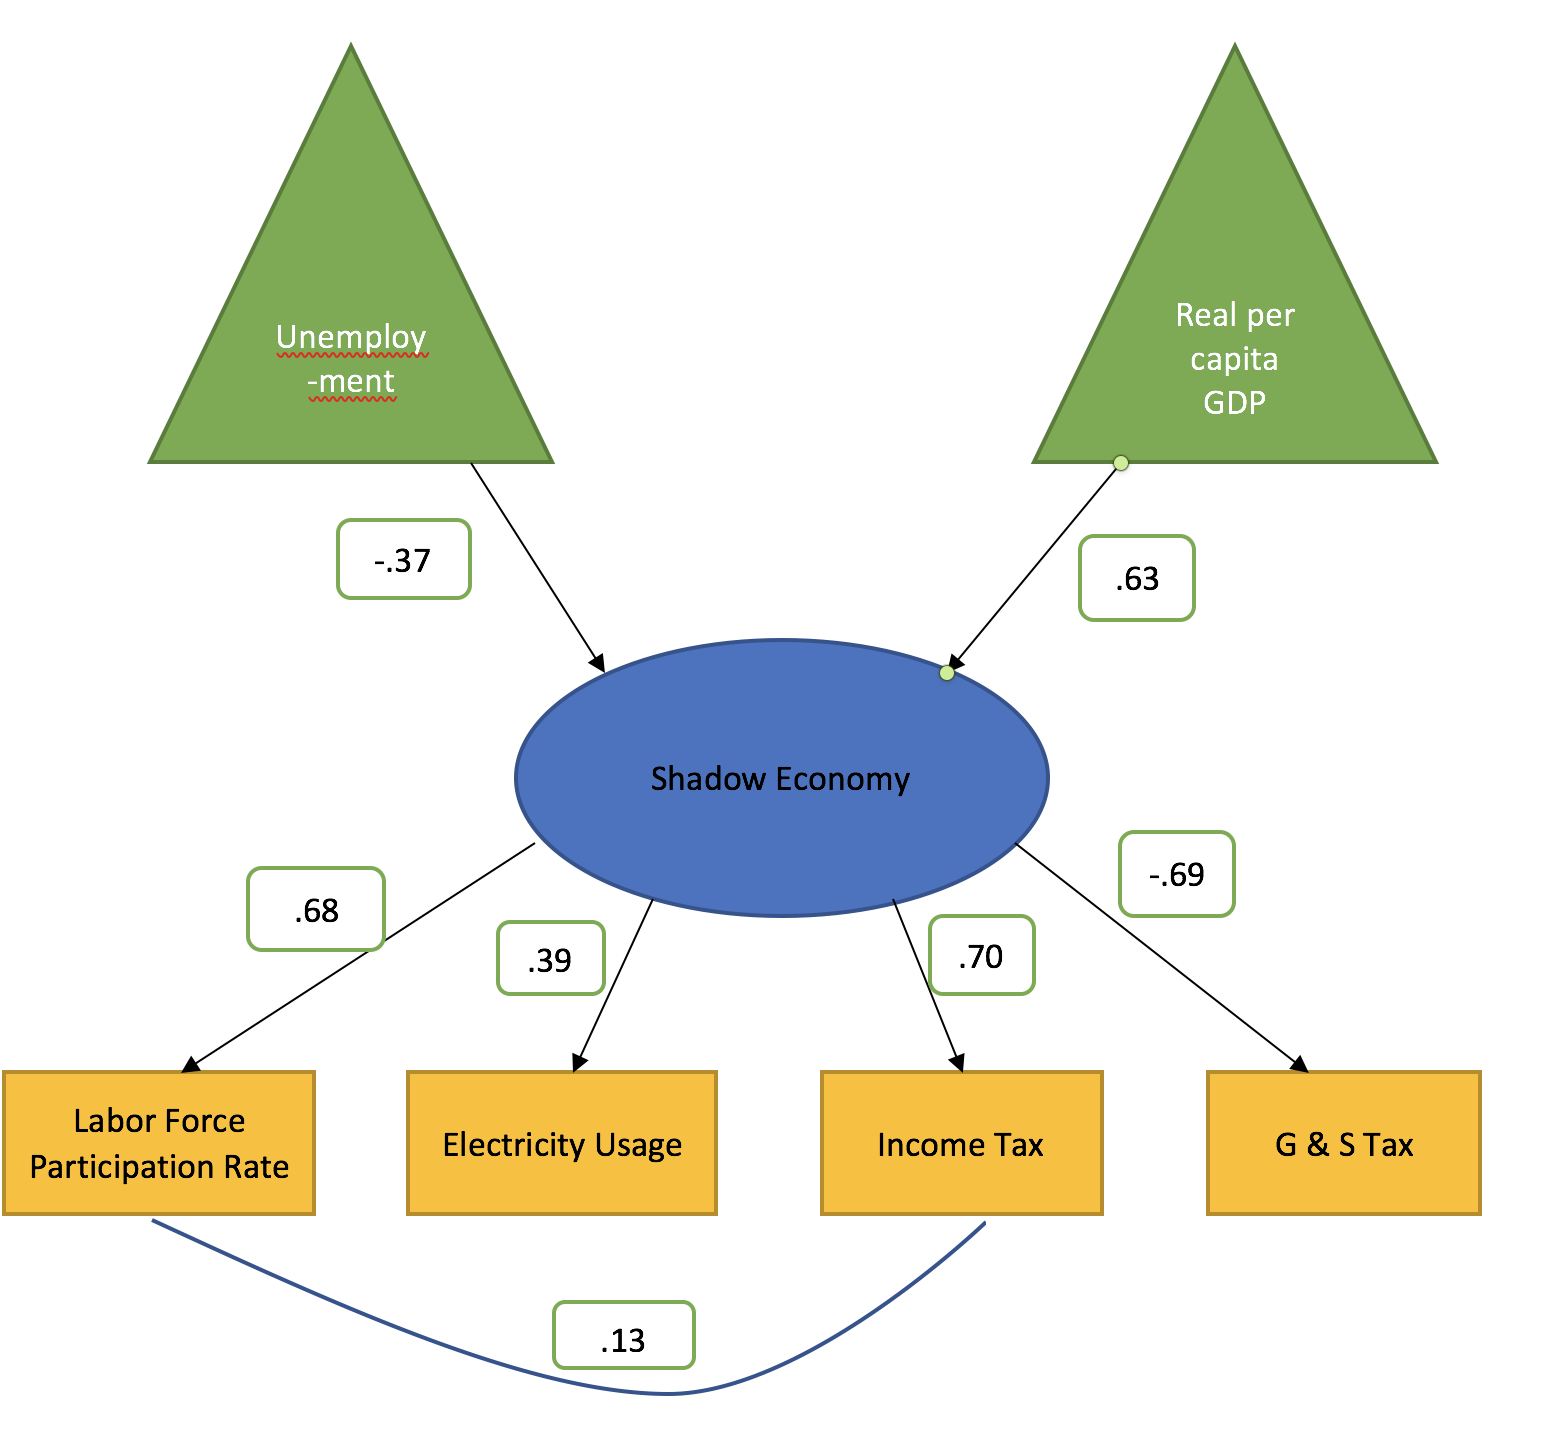 Unemploy
-ment
Real per
capita
GDP
-.37
.63
Shadow Economy
.68
.39
.70
-.69
Labor Force
Participation Rate
Electricity Usage
Income Tax
G & S Tax
.13